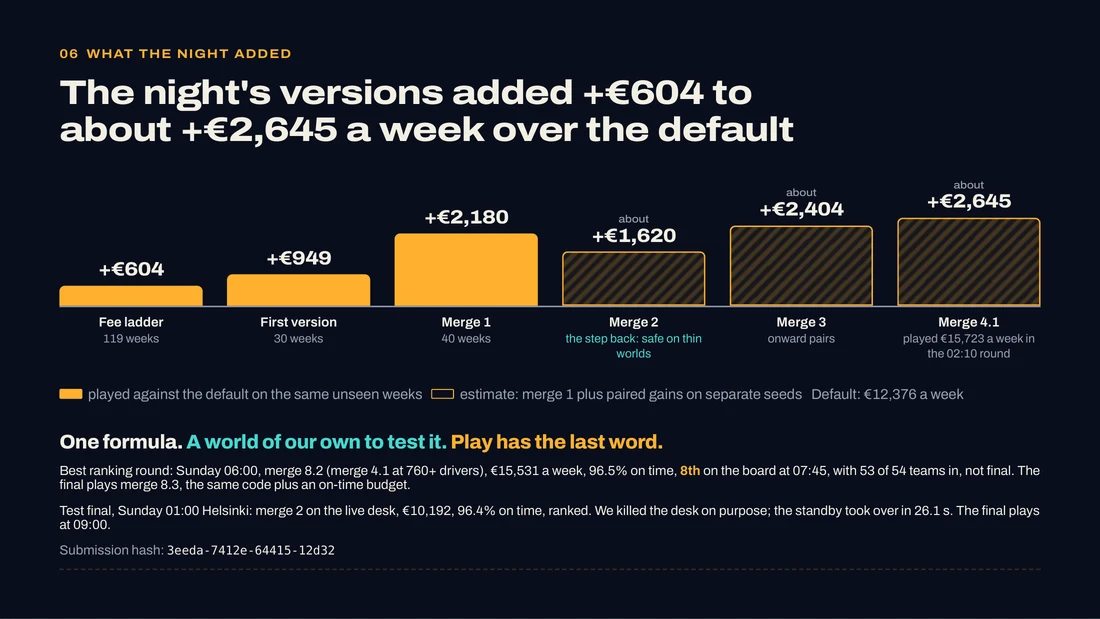 06 WHAT THE NIGHT ADDED
The night's versions added +€604 to
about +€2,645 a week over the default
+€604
Fee ladder
119 weeks
+€949
First version
30 weeks
+€2,180
Merge 1
40 weeks
about
+€1,620
Merge 2
the step back: safe on thin
worlds
about
+€2,404
Merge 3
onward pairs
about
+€2,645
Merge 4.1
played €15,723 a week in
the 02:10 round
played against the default on the same unseen weeks estimate: merge 1 plus paired gains on separate seeds Default: €12,376 a week
One formula. A world of our own to test it. Play has the last word.
Best ranking round: Sunday 06:00, merge 8.2 (merge 4.1 at 760+ drivers), €15,531 a week, 96.5% on time, 8th on the board at 07:45, with 53 of 54 teams in, not final. The
final plays merge 8.3, the same code plus an on-time budget.
Test final, Sunday 01:00 Helsinki: merge 2 on the live desk, €10,192, 96.4% on time, ranked. We killed the desk on purpose; the standby took over in 26.1 s. The final plays
at 09:00.
Submission hash: 3eeda-7412e-64415-12d32